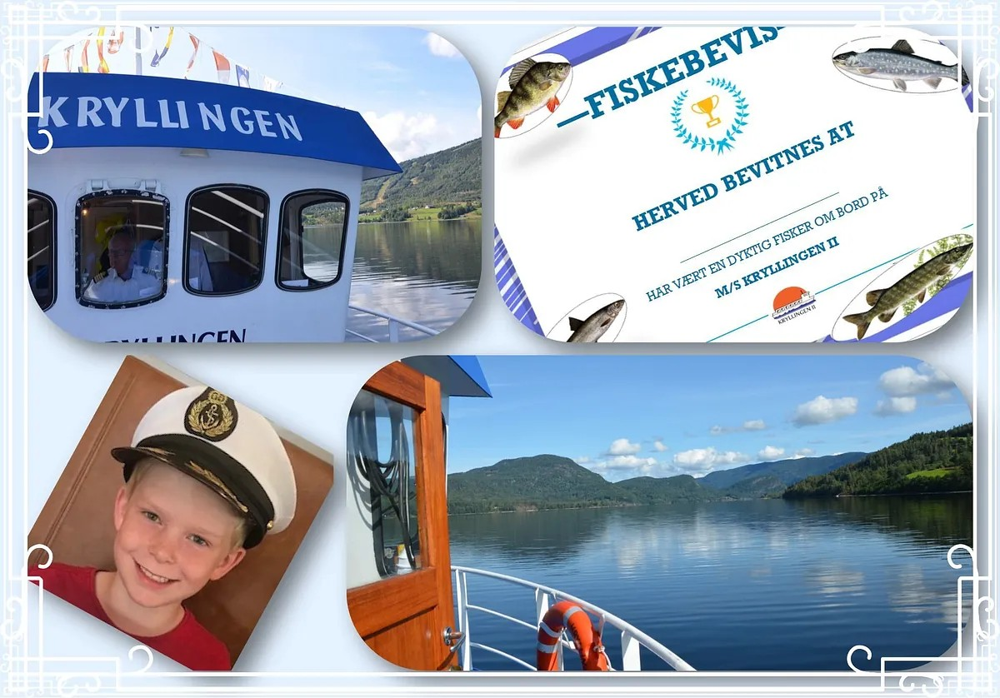 KRYLLINGEN
KRYLLINGEN
—FISKEBEVIS—
HERVED BEVITNES AT
HAR VÆRT EN DYKTIG FISKER OM BORD PÅ
M/S KRYLLINGEN II
KRYLLINGEN II